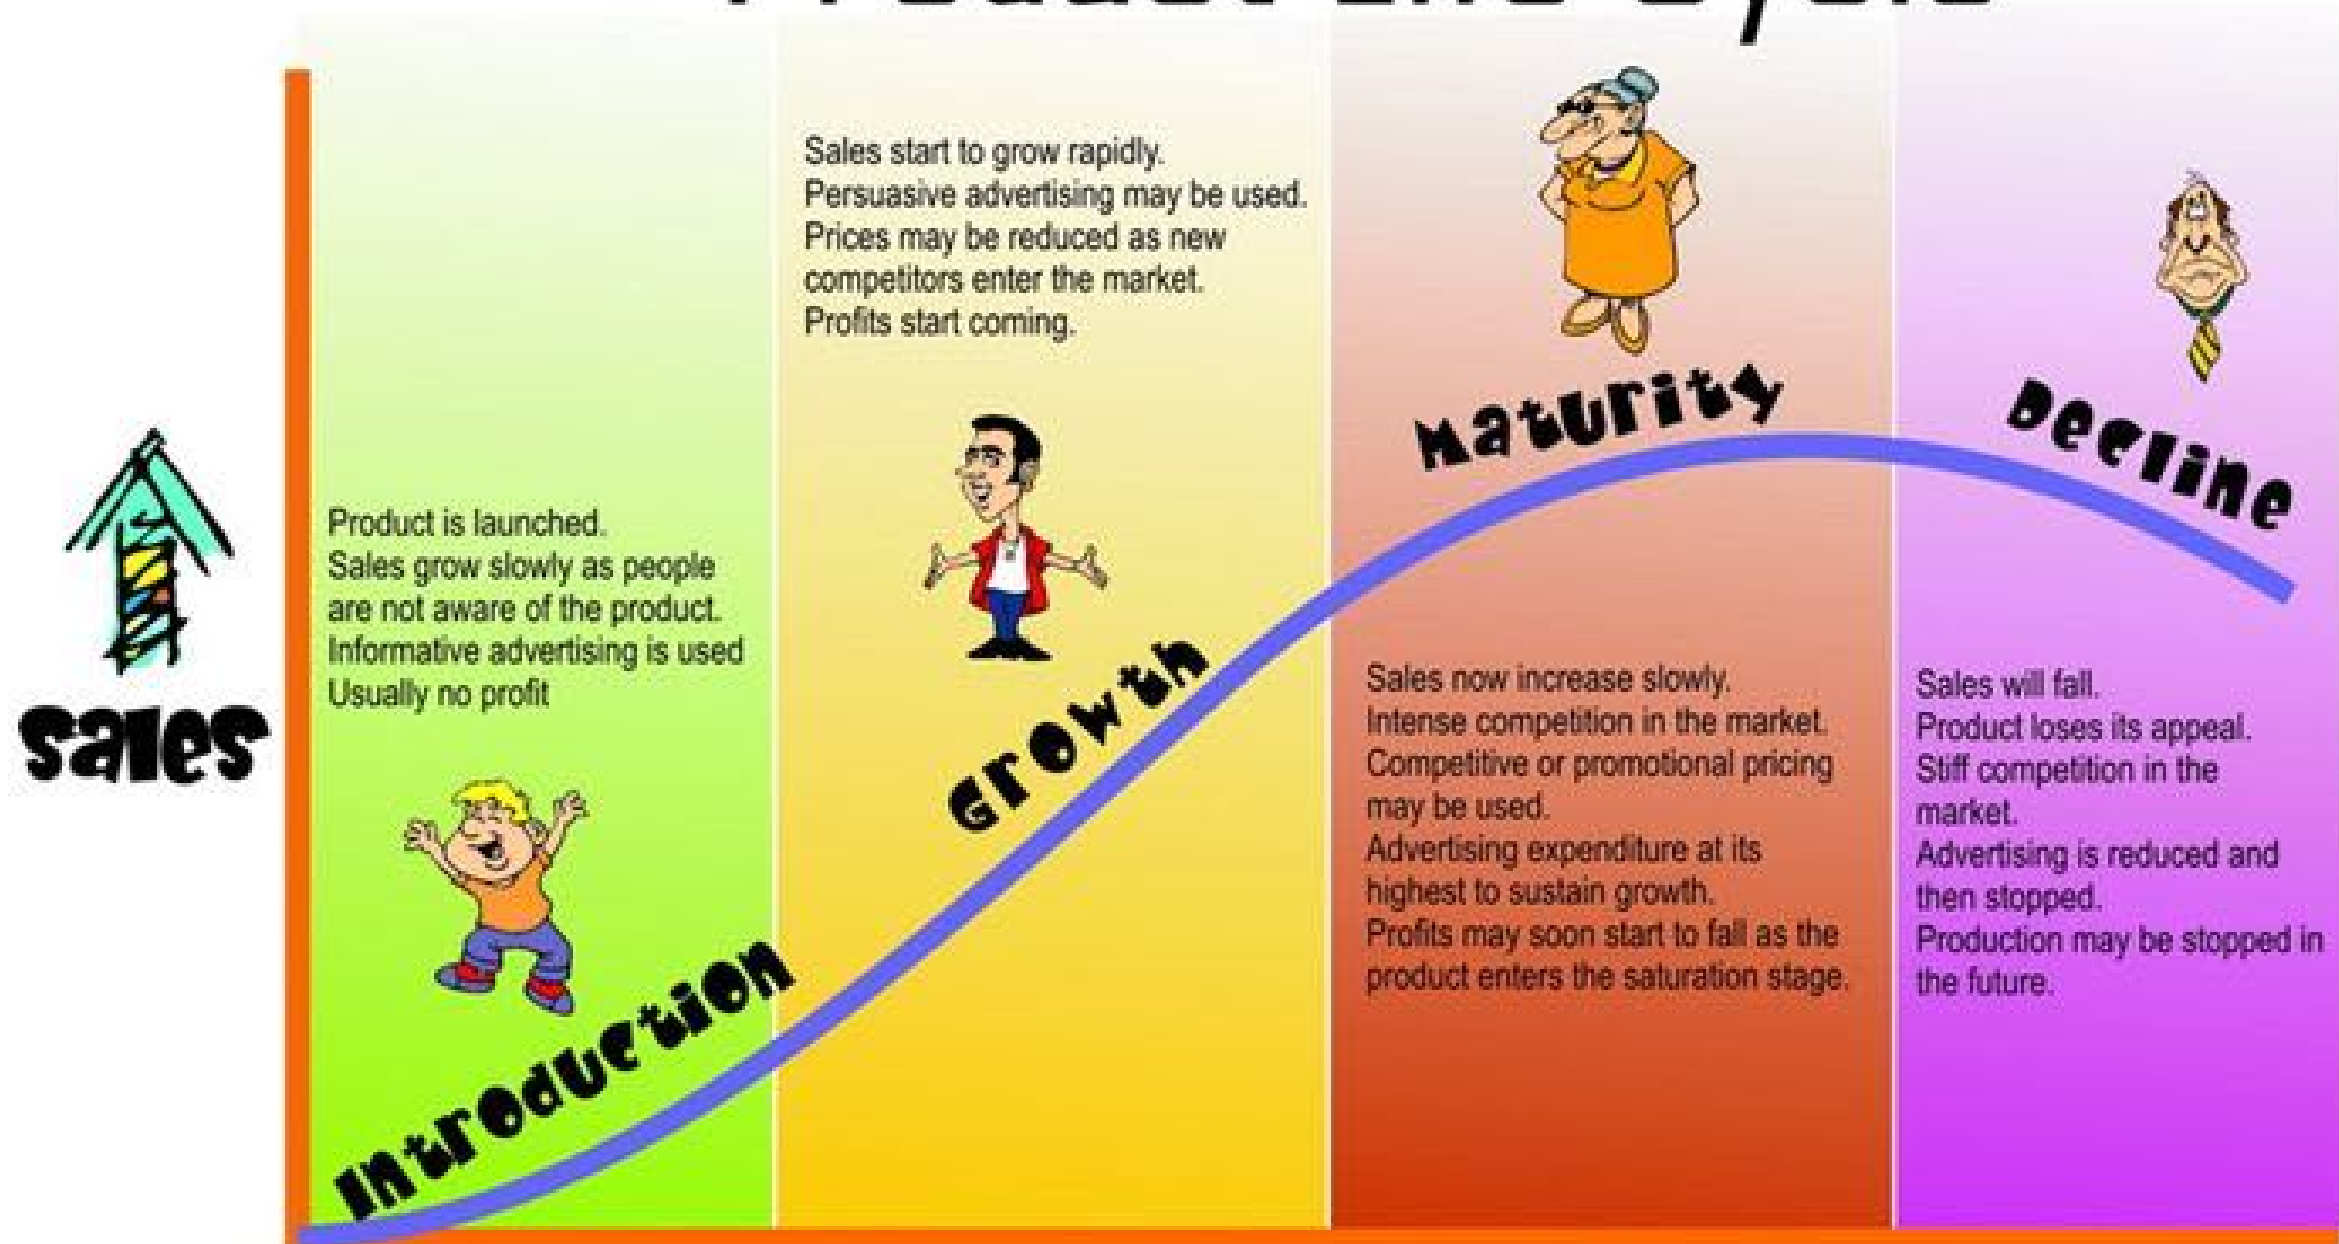 Product Life Cycle
Sales start to grow rapidly.
Persuasive advertising may be used.
Prices may be reduced as new
competitors enter the market.
Profits start coming.
Maturity
Decline
Product is launched.
Sales grow slowly as people
are not aware of the product.
Informative advertising is used
Usually no profit
Sales
Growth
Introduction
Sales now increase slowly.
Intense competition in the market.
Competitive or promotional pricing
may be used.
Advertising expenditure at its
highest to sustain growth.
Profits may soon start to fall as the
product enters the saturation stage.
Sales will fall.
Product loses its appeal.
Stiff competition in the
market.
Advertising is reduced and
then stopped.
Production may be stopped in
the future.